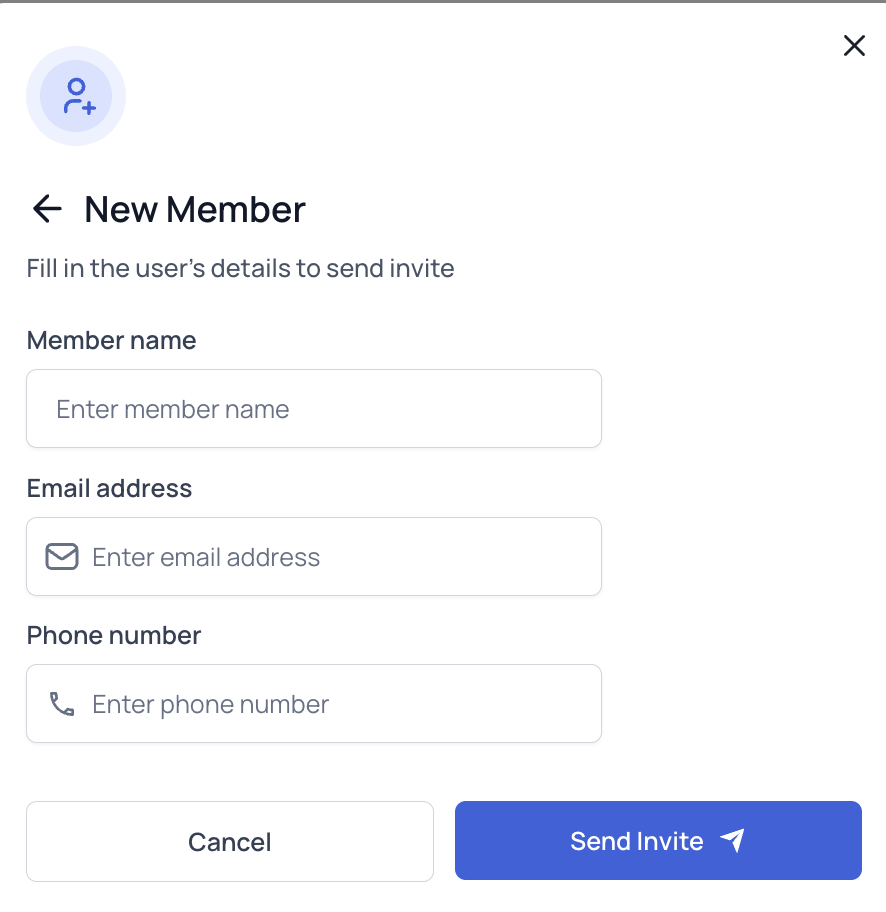 New Member
Fill in the user’s details to send invite
Member name
Enter member name
Email address
Enter email address
Phone number
Enter phone number
Cancel
Send Invite